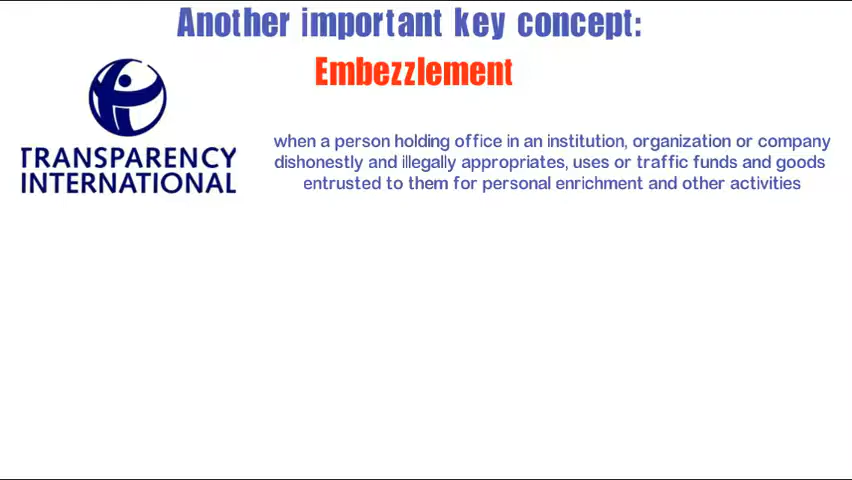 Another important key concept:
Embezzlement
TRANSPARENCY
INTERNATIONAL
when a person holding office in an institution, organization or company
dishonestly and illegally appropriates, uses or traffic funds and goods
entrusted to them for personal enrichment and other activities